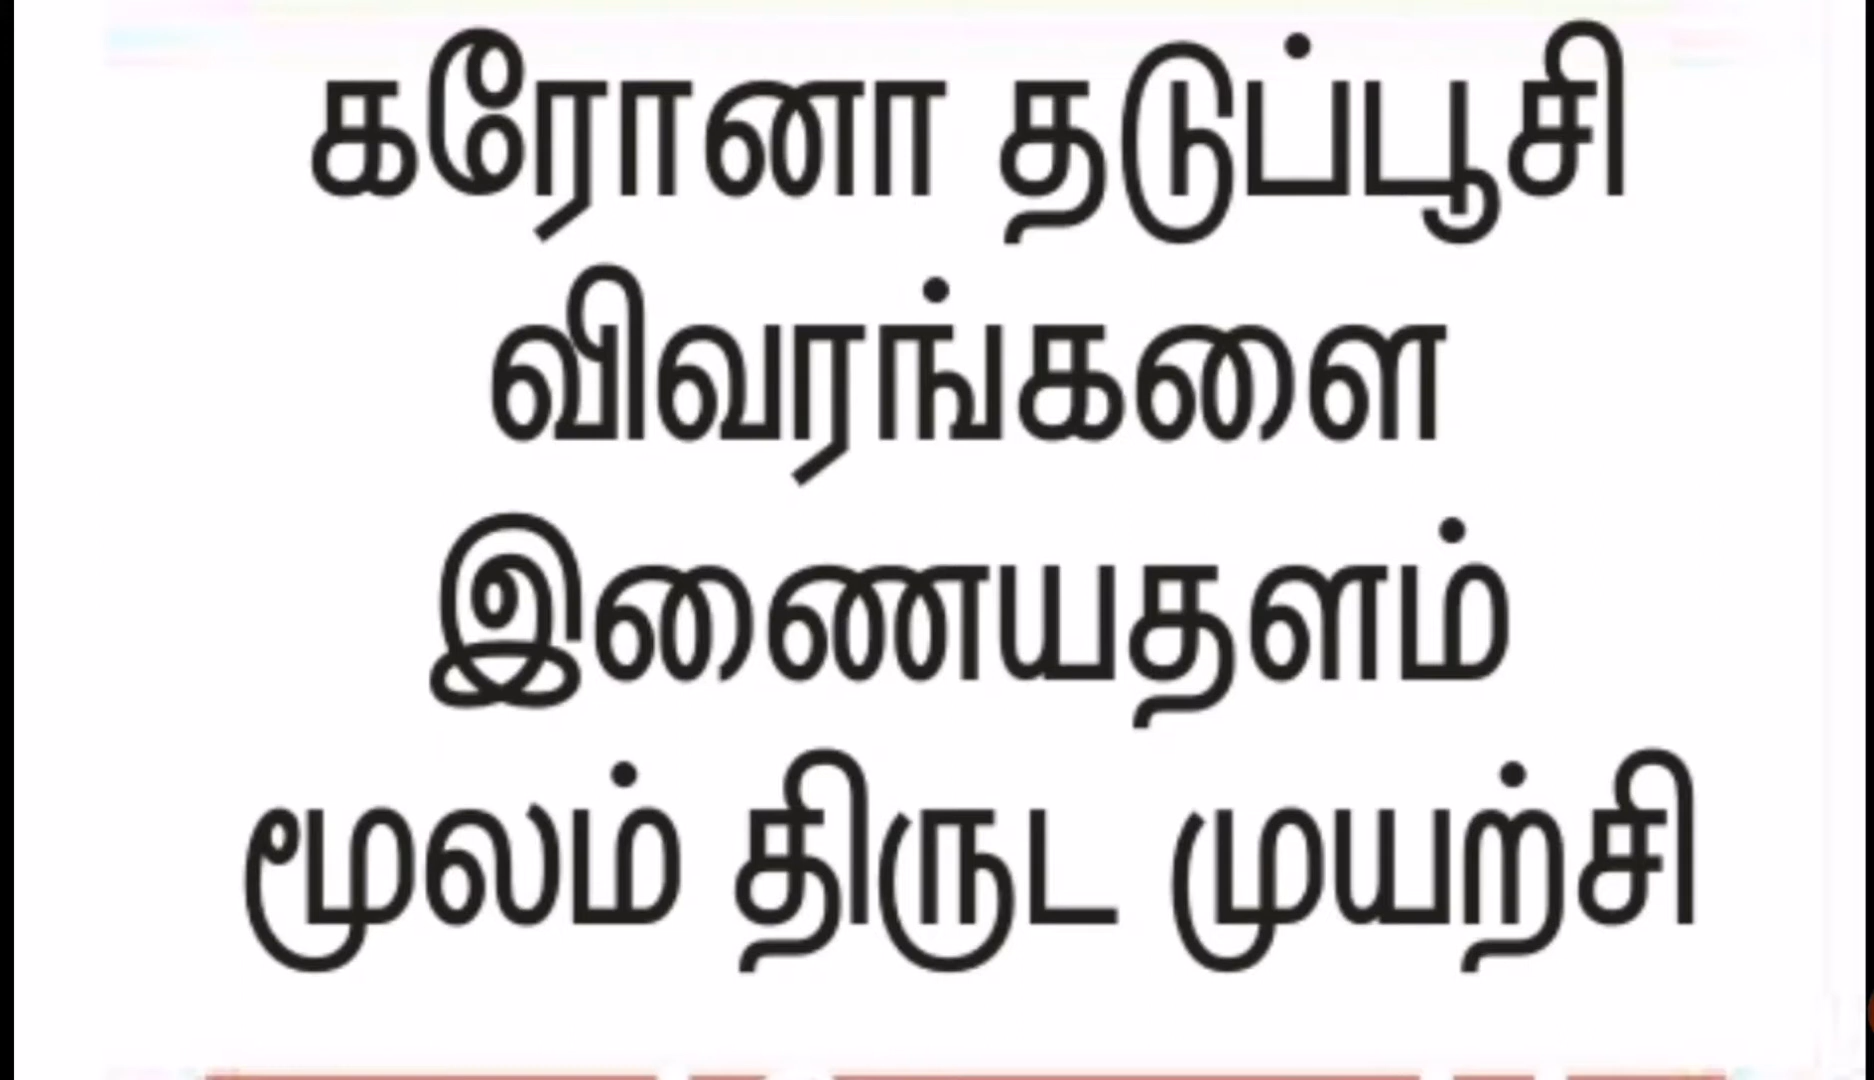 கரோனா தடுப்பூசி
விவரங்களை
இணையதளம்
மூலம் திருட முயற்சி